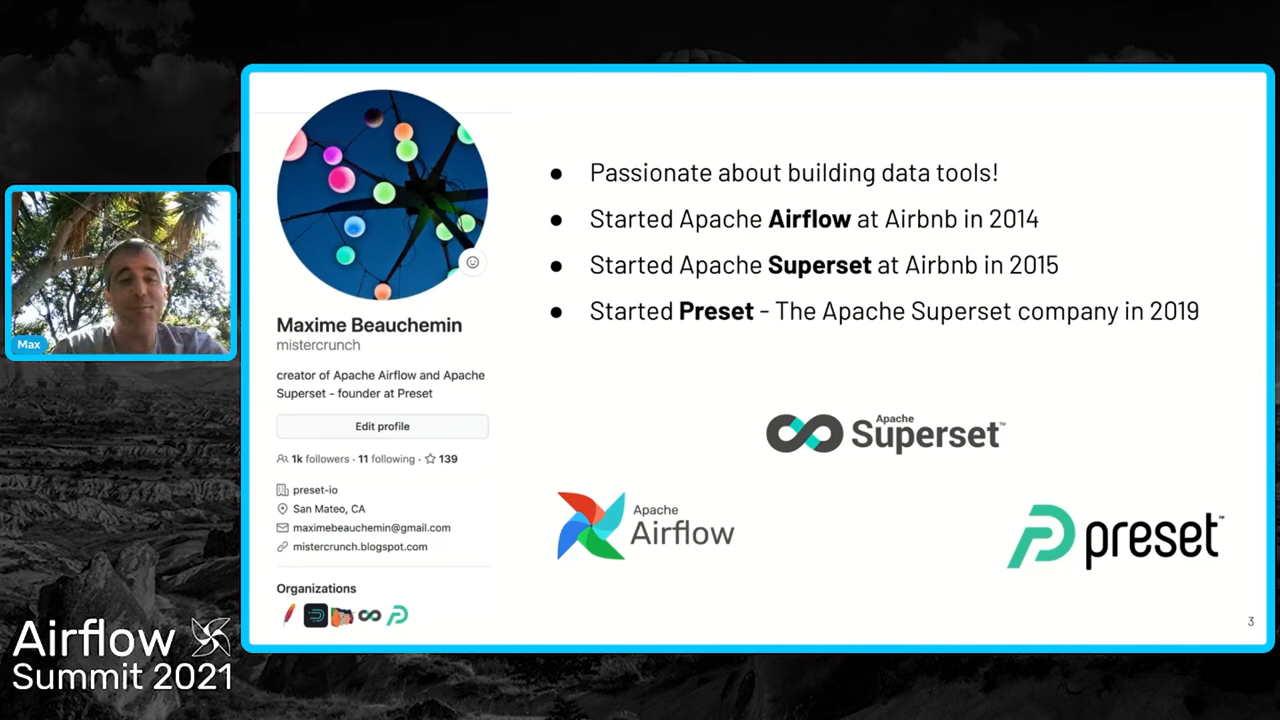 Max
Airflow
Summit 2021
Maxime Beauchemin
mistercrunch
creator of Apache Airflow and Apache
Superset - founder at Preset
Edit profile
1k followers · 11 following · 139
preset-io
San Mateo, CA
maximebeauchemin@gmail.com
mistercrunch.blogspot.com
Organizations
● Passionate about building data tools!
● Started Apache Airflow at Airbnb in 2014
● Started Apache Superset at Airbnb in 2015
● Started Preset - The Apache Superset company in 2019
Apache
Superset™
Apache
Airflow
preset™
3